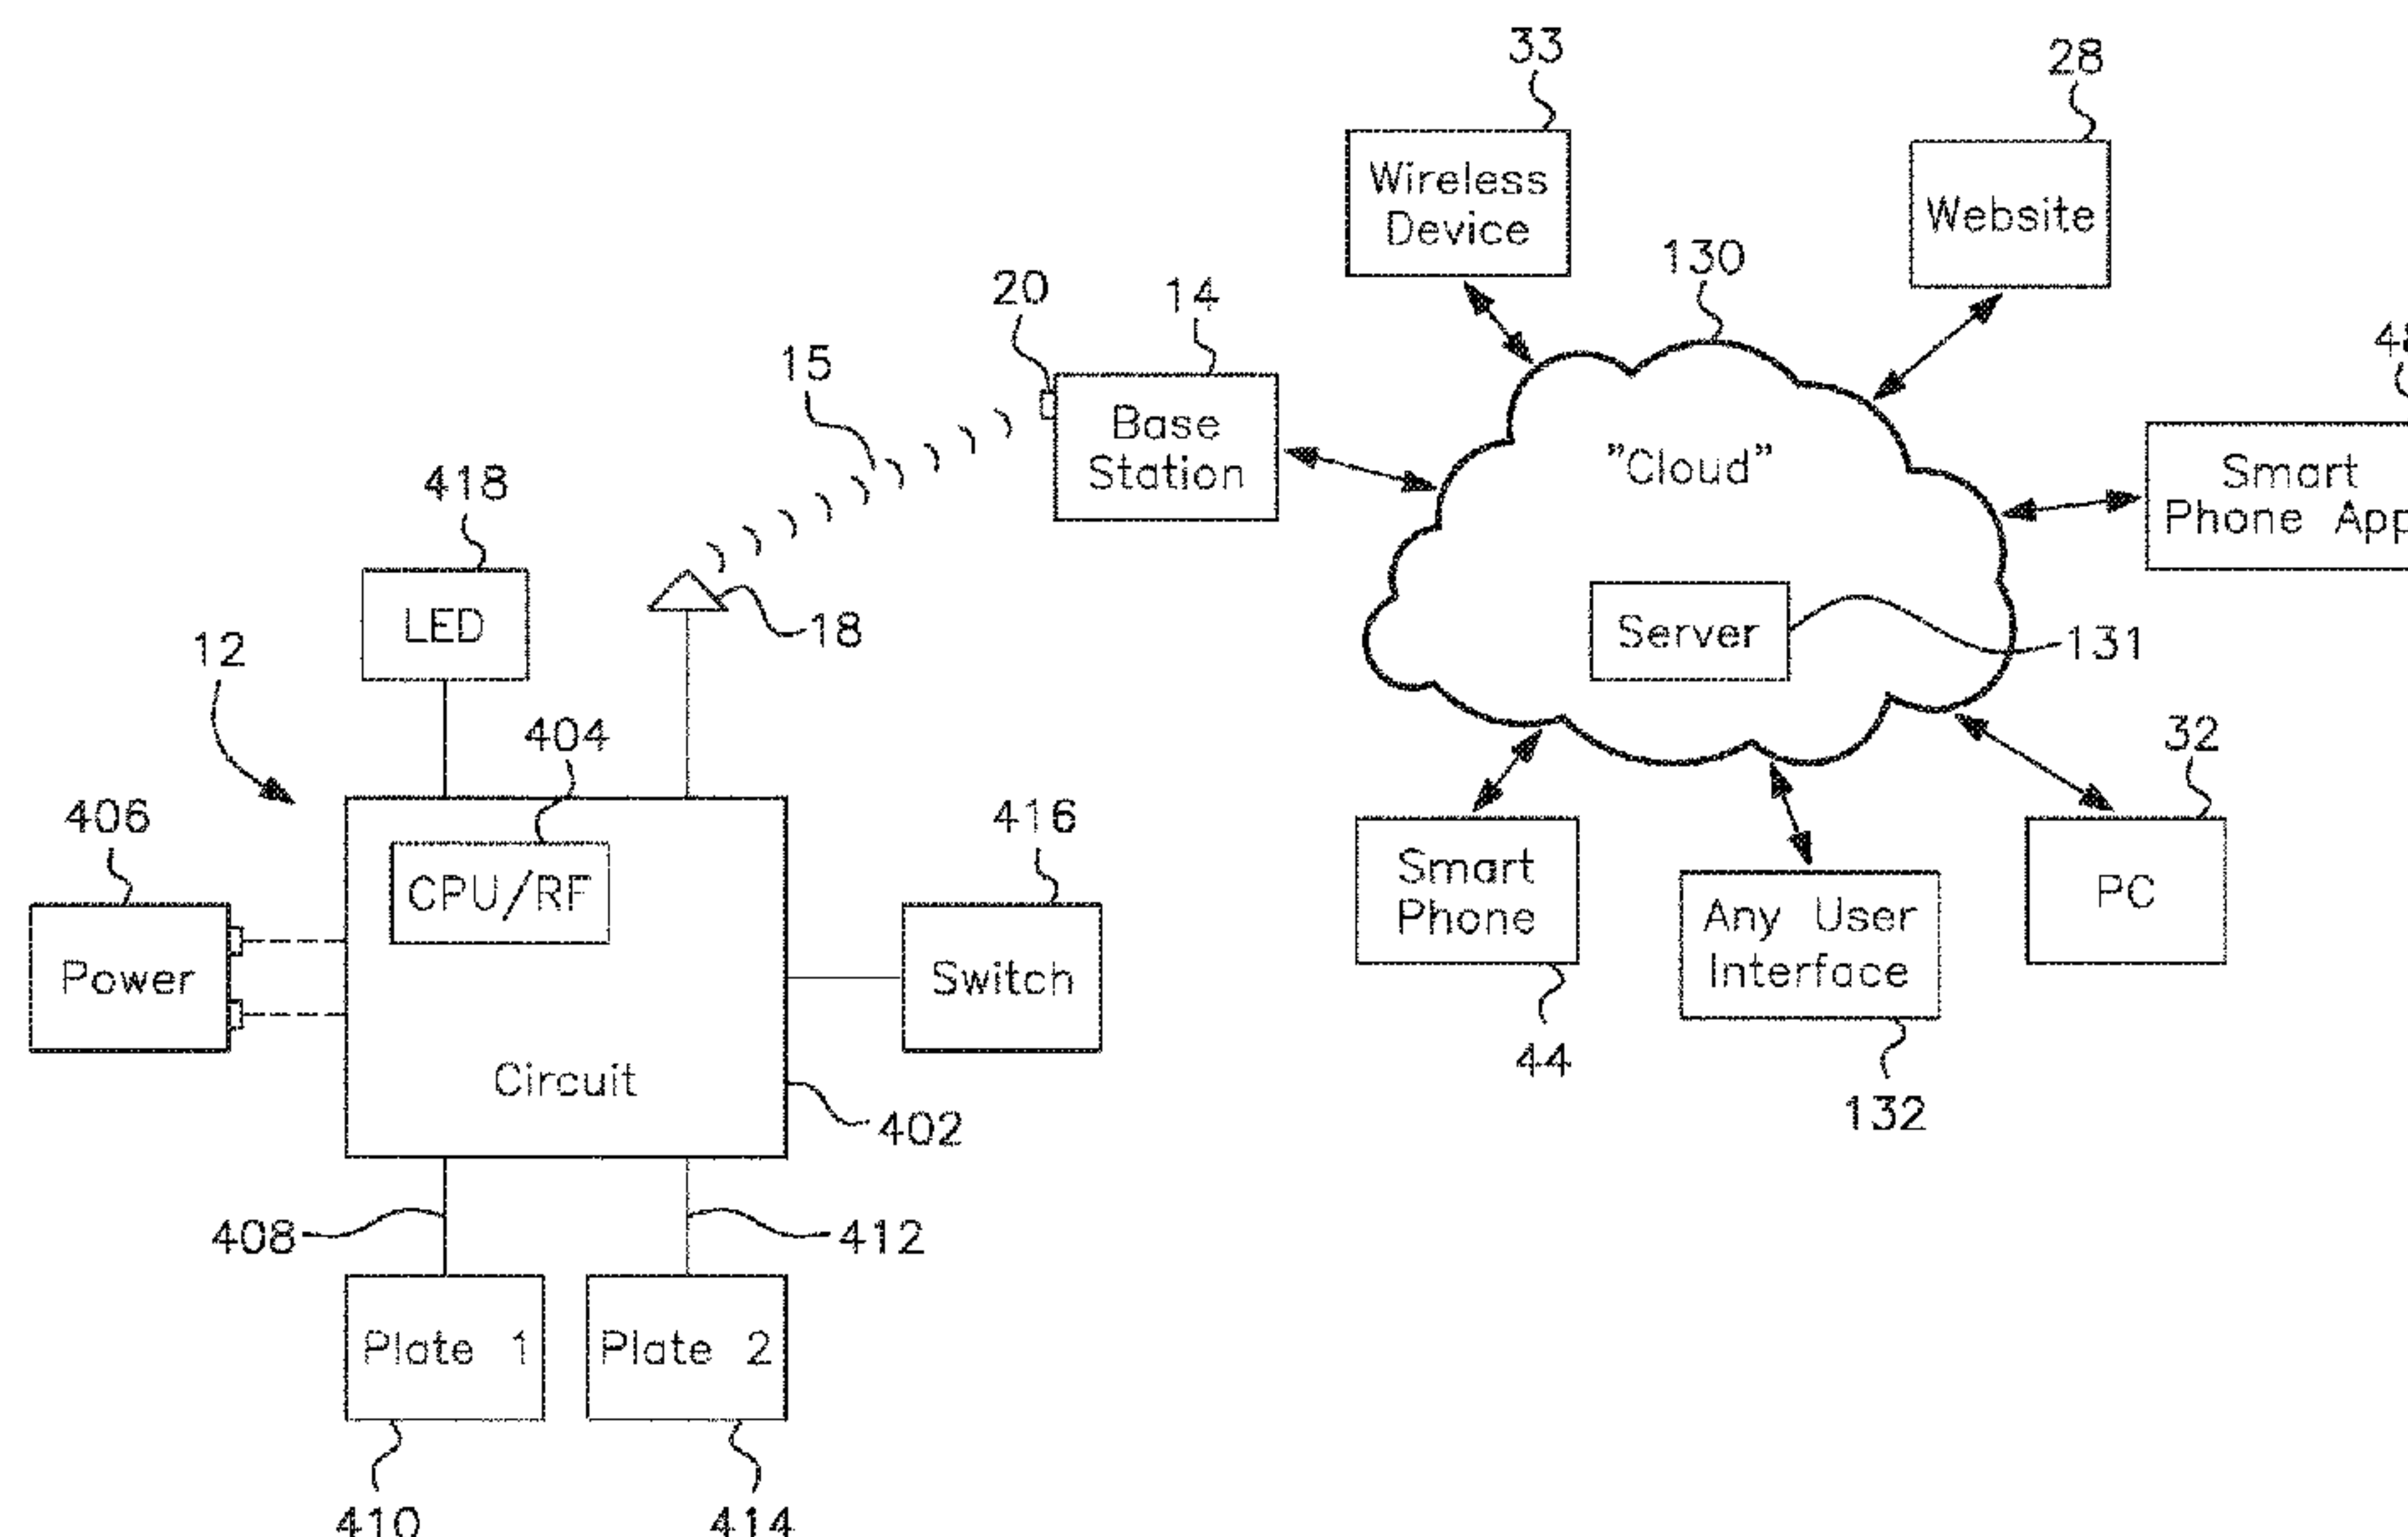 33
28
Wireless
Device
Website
130
20
14
15
Base
Station
"Cloud"
Smart
Phone App
418
LED
18
Server
131
12
404
406
416
32
CPU/RF
Power
Switch
Smart
Phone
Any User
Interface
PC
Circuit
402
44
132
408
412
Plate 1
Plate 2
410
414